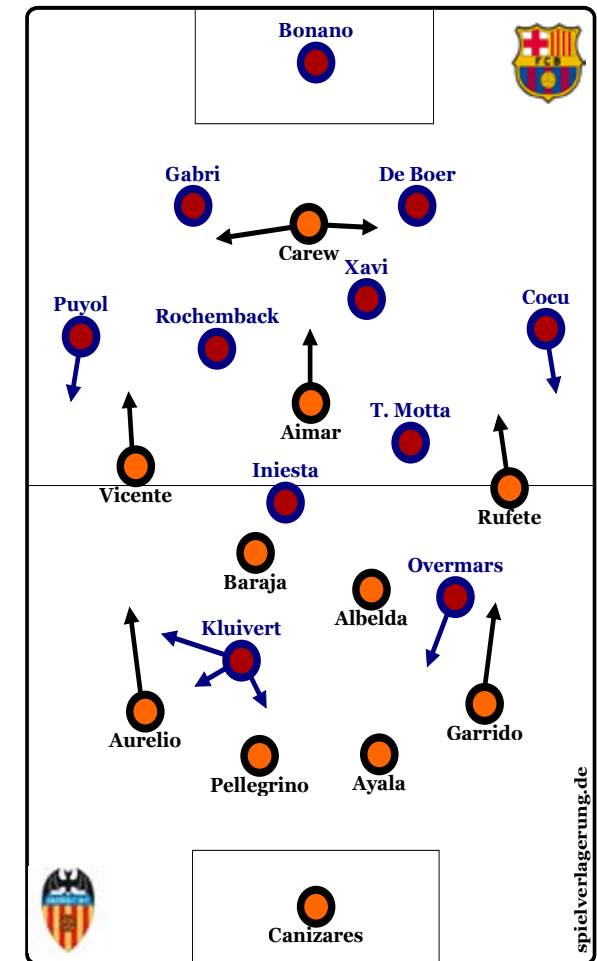 Bonano
FCB
Gabri
De Boer
Carew
Xavi
Puyol
Cocu
Rochemback
T. Motta
Aimar
Iniesta
Vicente
Rufete
Baraja
Overmars
Albelda
Kluivert
Aurelio
Garrido
Pellegrino
Ayala
Canizares
spielverlagerung.de